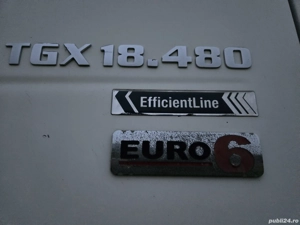 TGX 18.480
EfficientLine
EURO 6
publi24.ro